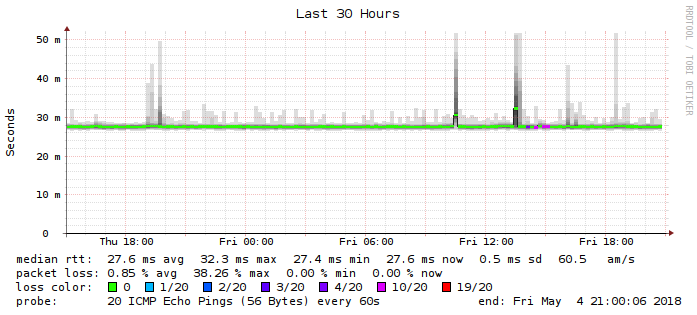 Last 30 Hours
RRDTOOL / TOBI OETIKER
Seconds
50 m
40 m
30 m
20 m
10 m
0
Thu 18:00 Fri 00:00 Fri 06:00 Fri 12:00 Fri 18:00
median rtt: 27.6 ms avg 32.3 ms max 27.4 ms min 27.6 ms now 0.5 ms sd 60.5 am/s
packet loss: 0.85 % avg 38.26 % max 0.00 % min 0.00 % now
loss color: 0 1/20 2/20 3/20 4/20 10/20 19/20
probe: 20 ICMP Echo Pings (56 Bytes) every 60s end: Fri May 4 21:00:06 2018